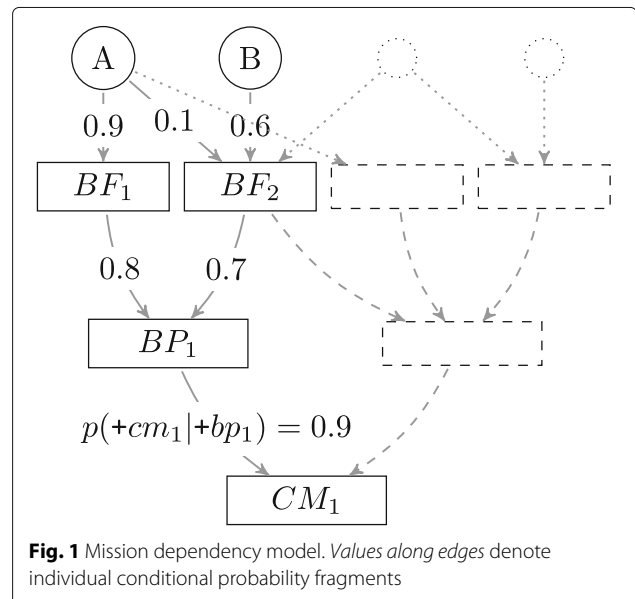 A B
0.9 0.1 0.6
BF₁ BF₂
0.8 0.7
BP₁
p(+cm₁|+bp₁) = 0.9
CM₁
Fig. 1 Mission dependency model. Values along edges denote
individual conditional probability fragments